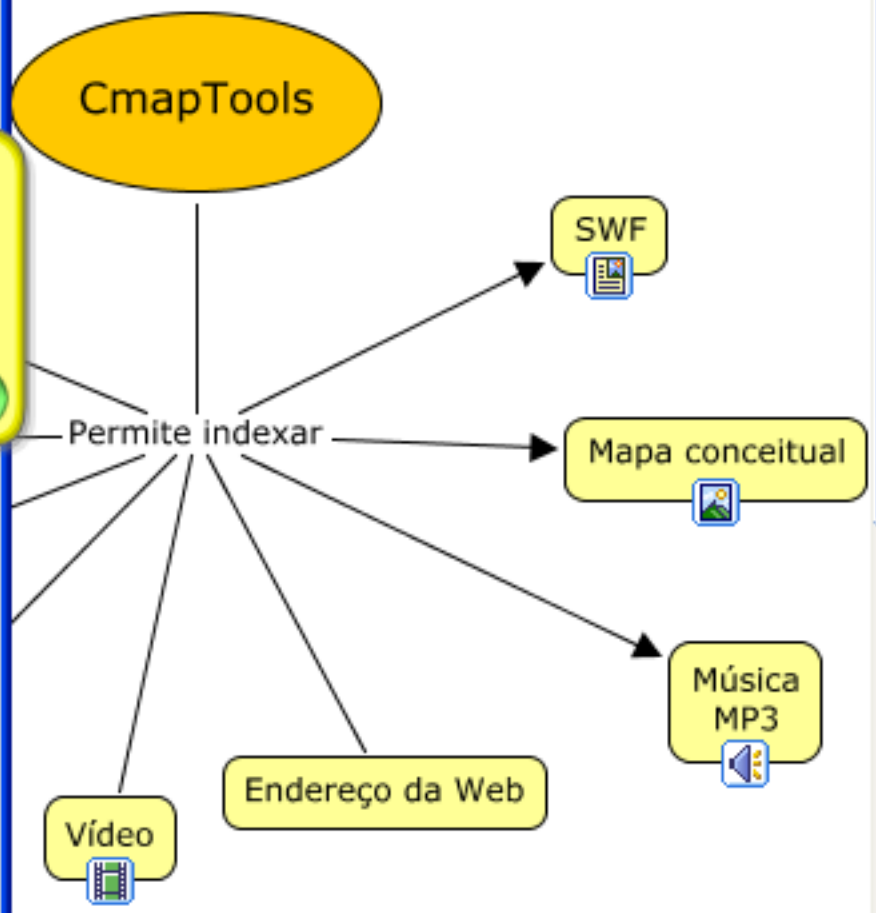 CmapTools
SWF
Permite indexar
Mapa conceitual
Música
MP3
Endereço da Web
Vídeo